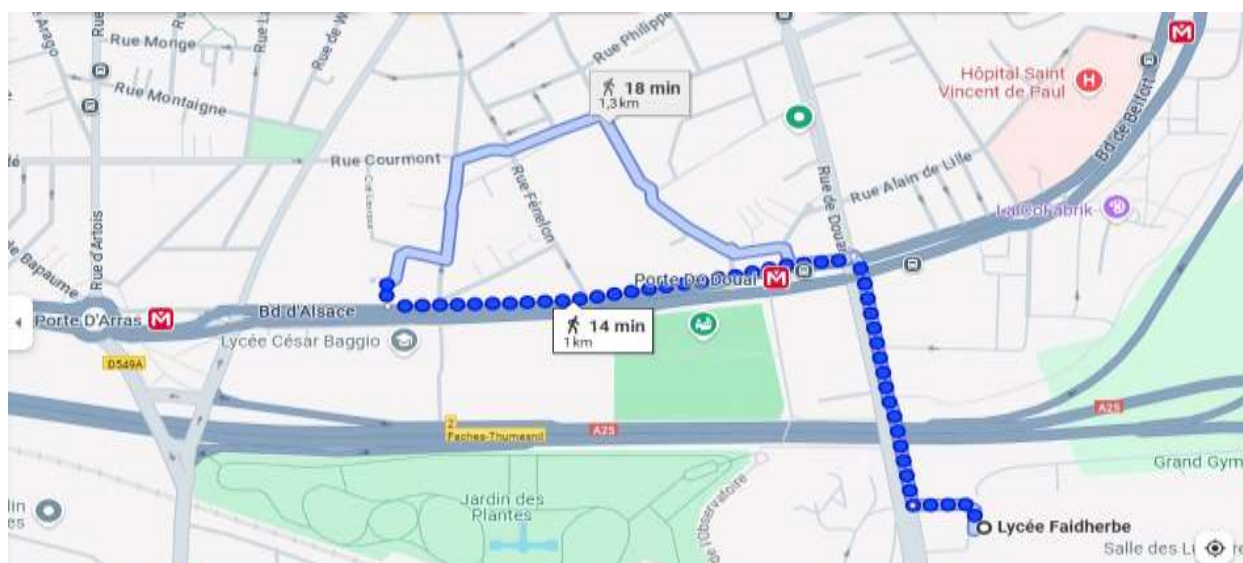 Rue Monge
Rue Montaigne
Rue Philippe
18 min
1,3 km
Hôpital Saint
Vincent de Paul
Bd de Belfort
Rue Courmont
Rue Fénelon
Rue de Douai
Rue Alain de Lille
La CoFabrik
Rue d'Artois
de Bapaume
Porte D'Arras
Bd d'Alsace
Porte De Douai
Lycée César Baggio
14 min
1 km
D549A
2
Faches-Thumesnil
A25
A25
Grand Gym
Jardin des
Plantes
de l'Observatoire
Lycée Faidherbe
Salle des